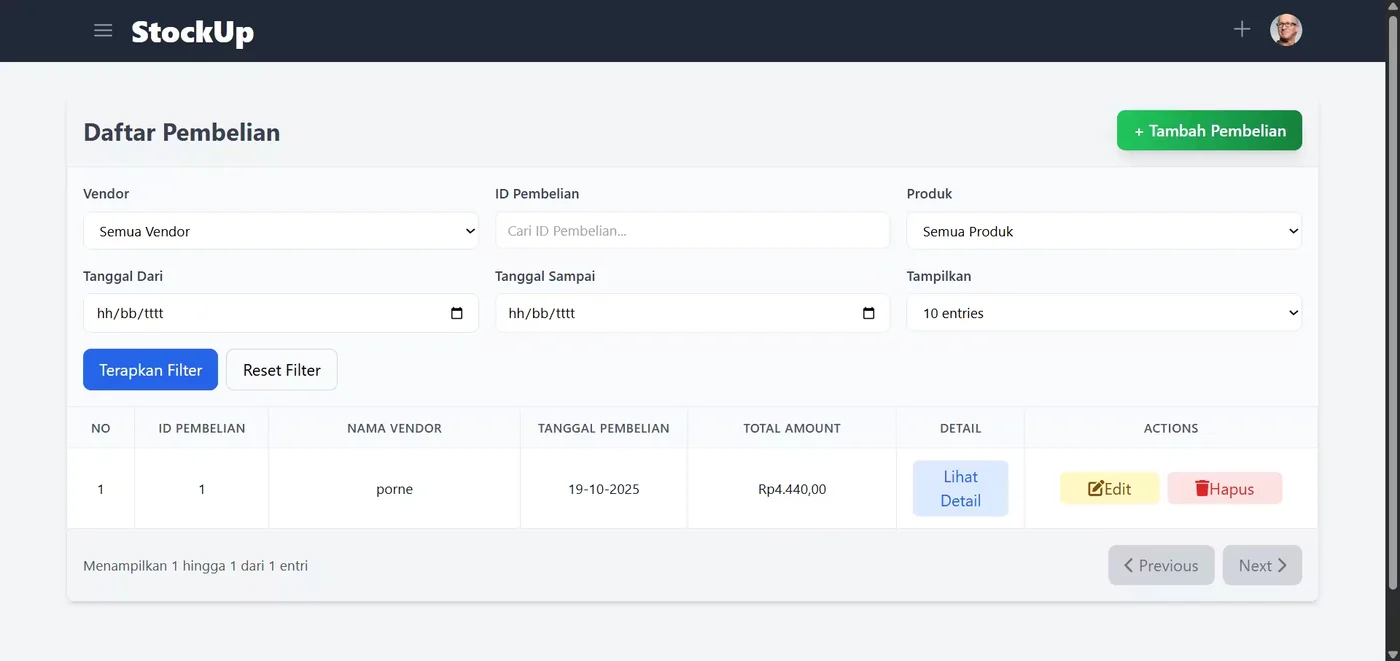 StockUp
Daftar Pembelian
+ Tambah Pembelian
Vendor
ID Pembelian
Produk
Semua Vendor
Cari ID Pembelian...
Semua Produk
Tanggal Dari
Tanggal Sampai
Tampilkan
hh/bb/tttt
hh/bb/tttt
10 entries
Terapkan Filter
Reset Filter
NO
ID PEMBELIAN
NAMA VENDOR
TANGGAL PEMBELIAN
TOTAL AMOUNT
DETAIL
ACTIONS
1
1
porne
19-10-2025
Rp4.440,00
Lihat
Detail
Edit
Hapus
Menampilkan 1 hingga 1 dari 1 entri
Previous
Next